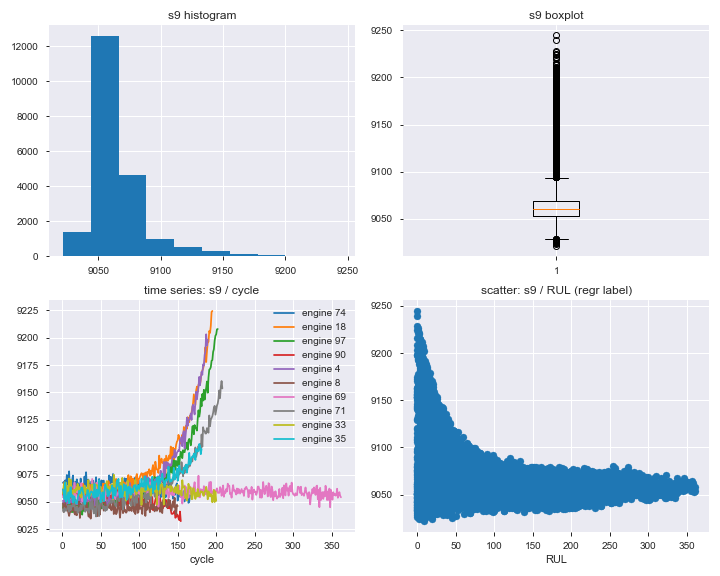 s9 histogram
12000
10000
8000
6000
4000
2000
0
9050 9100 9150 9200 9250
s9 boxplot
9250
9200
9150
9100
9050
1
time series: s9 / cycle
9225
9200
9175
9150
9125
9100
9075
9050
9025
0 50 100 150 200 250 300 350
cycle
engine 74
engine 18
engine 97
engine 90
engine 4
engine 8
engine 69
engine 71
engine 33
engine 35
scatter: s9 / RUL (regr label)
9250
9200
9150
9100
9050
0 50 100 150 200 250 300 350
RUL